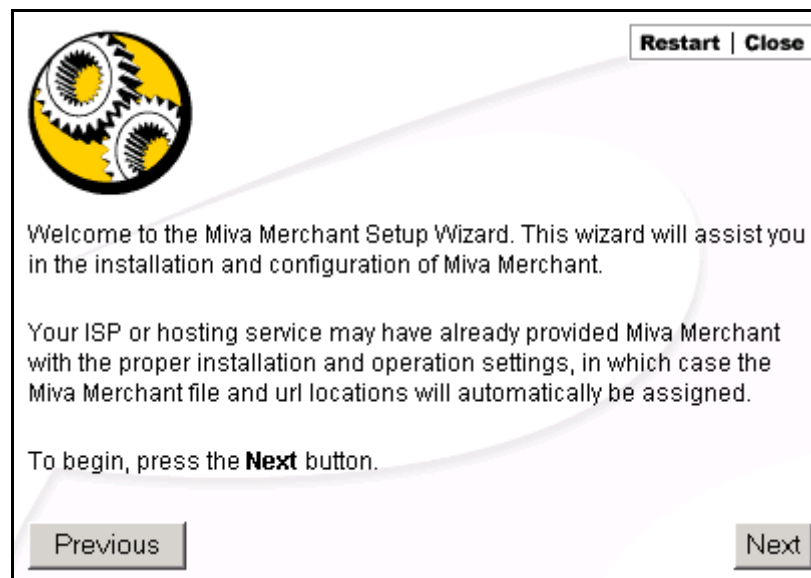 Restart | Close
Welcome to the Miva Merchant Setup Wizard. This wizard will assist you
in the installation and configuration of Miva Merchant.
Your ISP or hosting service may have already provided Miva Merchant
with the proper installation and operation settings, in which case the
Miva Merchant file and url locations will automatically be assigned.
To begin, press the Next button.
Previous
Next